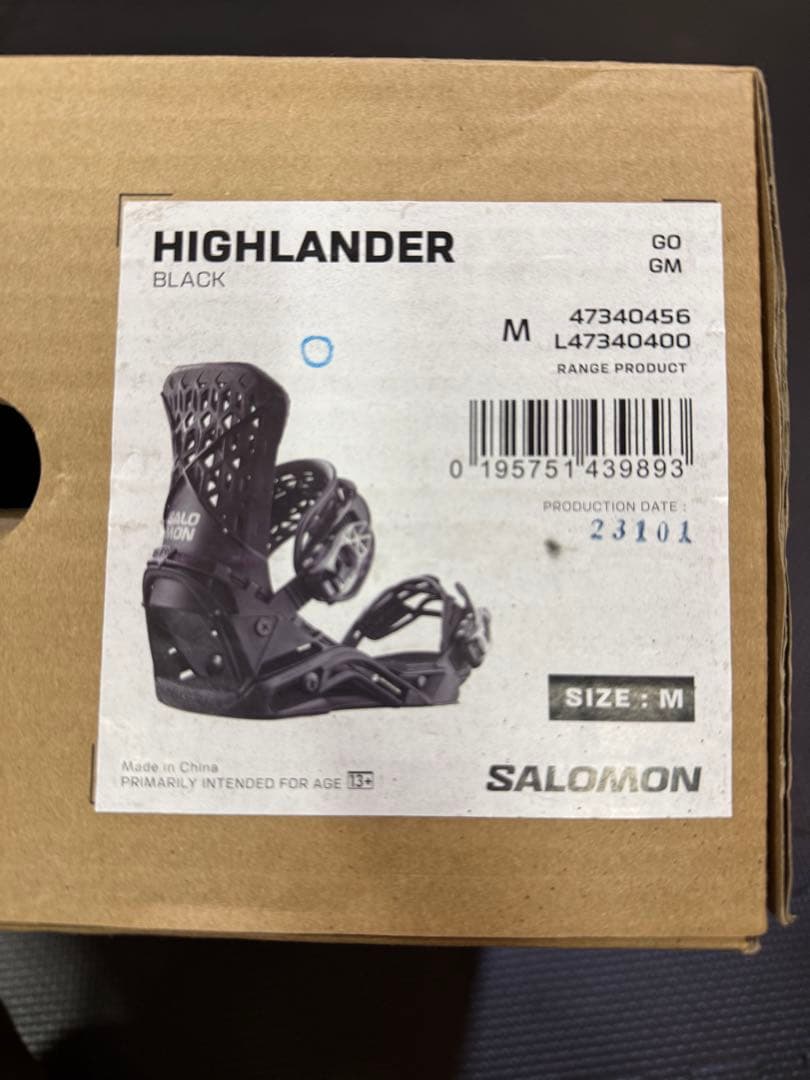 HIGHLANDER
BLACK
GO
GM
M
47340456
L47340400
RANGE PRODUCT
0 195751 439893
PRODUCTION DATE :
23101
SALO
MON
SIZE : M
Made in China
PRIMARILY INTENDED FOR AGE 13+
SALOMON